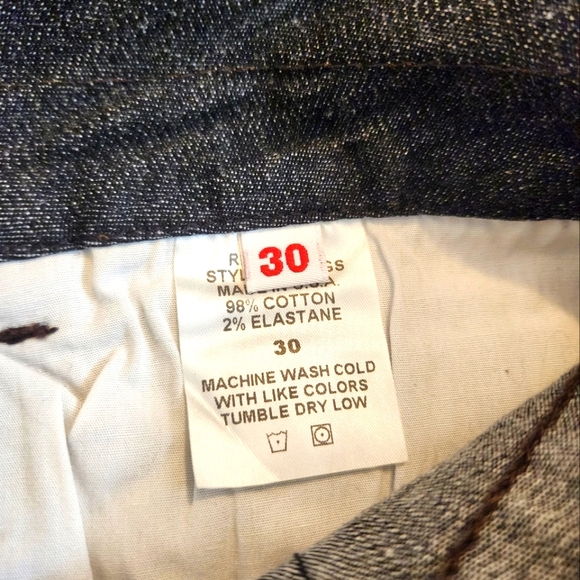 30
MADE IN U.S.A.
98% COTTON
2% ELASTANE
30
MACHINE WASH COLD
WITH LIKE COLORS
TUMBLE DRY LOW